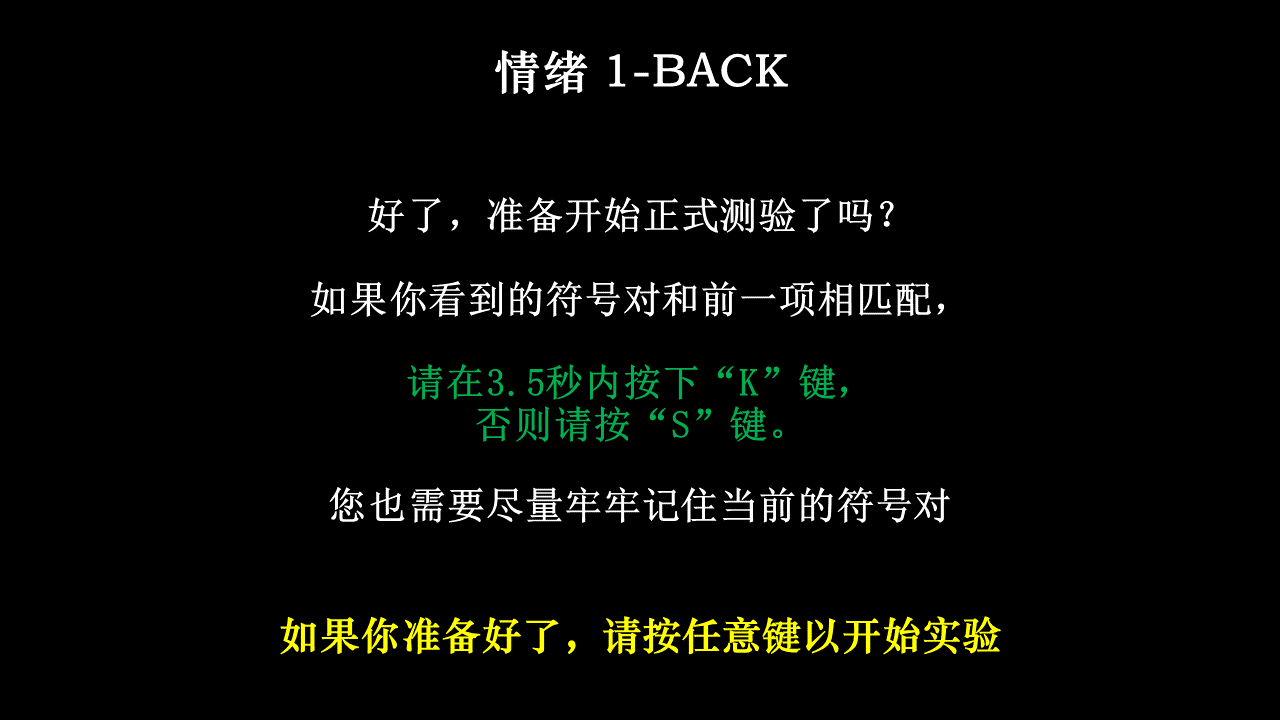 情绪 1-BACK
好了，准备开始正式测验了吗？
如果你看到的符号对和前一项相匹配，
请在3.5秒内按下“K”键，
否则请按“S”键。
您也需要尽量牢牢记住当前的符号对
如果你准备好了，请按任意键以开始实验